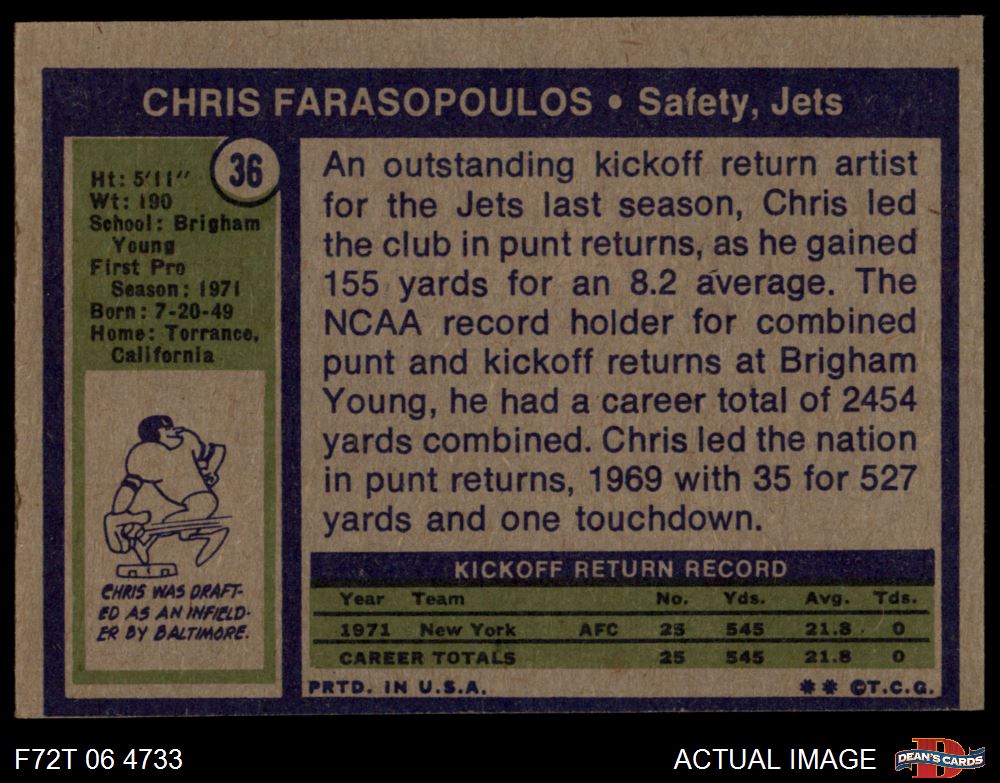 CHRIS FARASOPOULOS • Safety, Jets
36
Ht: 5'11"
Wt: 190
School: Brigham
Young
First Pro
Season: 1971
Born: 7-20-49
Home: Torrance,
California
CHRIS WAS DRAFT-
ED AS AN INFIELD-
ER BY BALTIMORE.
An outstanding kickoff return artist
for the Jets last season, Chris led
the club in punt returns, as he gained
155 yards for an 8.2 average. The
NCAA record holder for combined
punt and kickoff returns at Brigham
Young, he had a career total of 2454
yards combined. Chris led the nation
in punt returns, 1969 with 35 for 527
yards and one touchdown.
KICKOFF RETURN RECORD
Year Team No. Yds. Avg. Tds.
1971 New York AFC 25 545 21.8 0
CAREER TOTALS 25 545 21.8 0
PRTD. IN U.S.A. ** ©T.C.G.
F72T 06 4733
ACTUAL IMAGE
D
DEAN'S CARDS